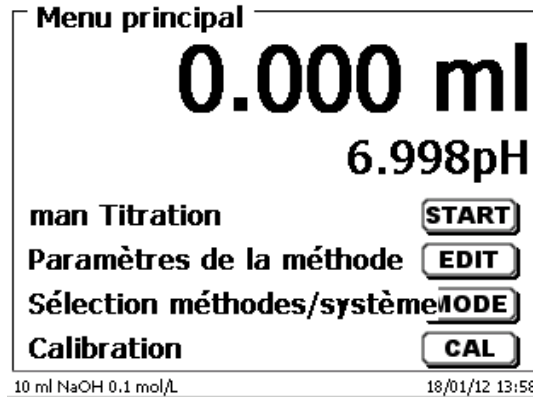 Menu principal
0.000 ml
6.998pH
man Titration START
Paramètres de la méthode EDIT
Sélection méthodes/système MODE
Calibration CAL
10 ml NaOH 0.1 mol/L 18/01/12 13:58